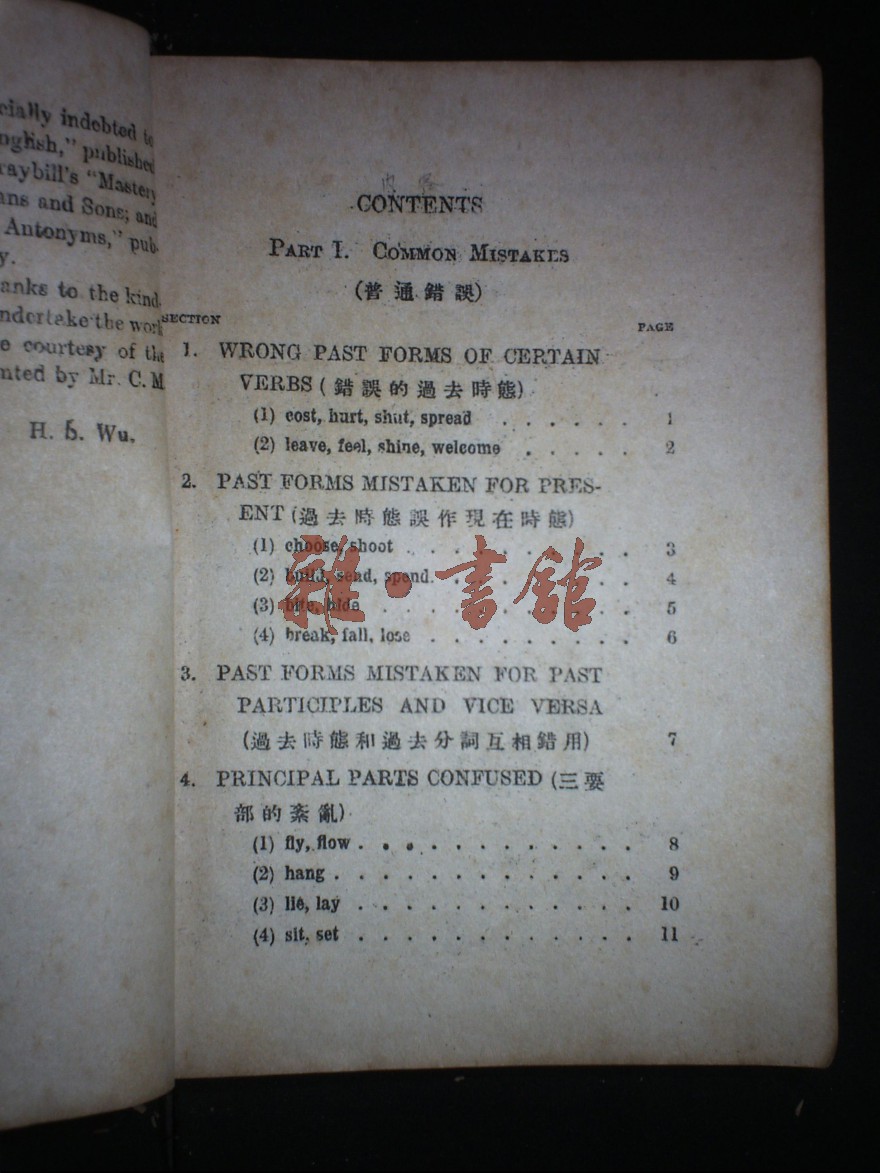 cially indebted to
nglish," published
raybill's "Mastery
ans and Sons; and
Antonyms," pub-
y.
anks to the kind
ndertake the work
e courtesy of the
nted by Mr. C. M
H. S. Wu.
CONTENTS
PART I. COMMON MISTAKES
(普通錯誤)
SECTION PAGE
1. WRONG PAST FORMS OF CERTAIN
VERBS (錯誤的過去時態)
(1) cost, hurt, shut, spread . . . . . . 1
(2) leave, feel, shine, welcome . . . . . 2
2. PAST FORMS MISTAKEN FOR PRES-
ENT (過去時態誤作現在時態)
(1) choose, shoot . . . . . . . . . . 3
(2) build, send, spend . . . . . . . . 4
(3) bite, hide . . . . . . . . . . 5
(4) break, fall, lose . . . . . . . . . 6
雜·書館
3. PAST FORMS MISTAKEN FOR PAST
PARTICIPLES AND VICE VERSA
(過去時態和過去分詞互相錯用) 7
4. PRINCIPAL PARTS CONFUSED (三要
部的紊亂)
(1) fly, flow . . . . . . . . . . . . 8
(2) hang . . . . . . . . . . . . . 9
(3) lie, lay . . . . . . . . . . . . 10
(4) sit, set . . . . . . . . . . . . 11